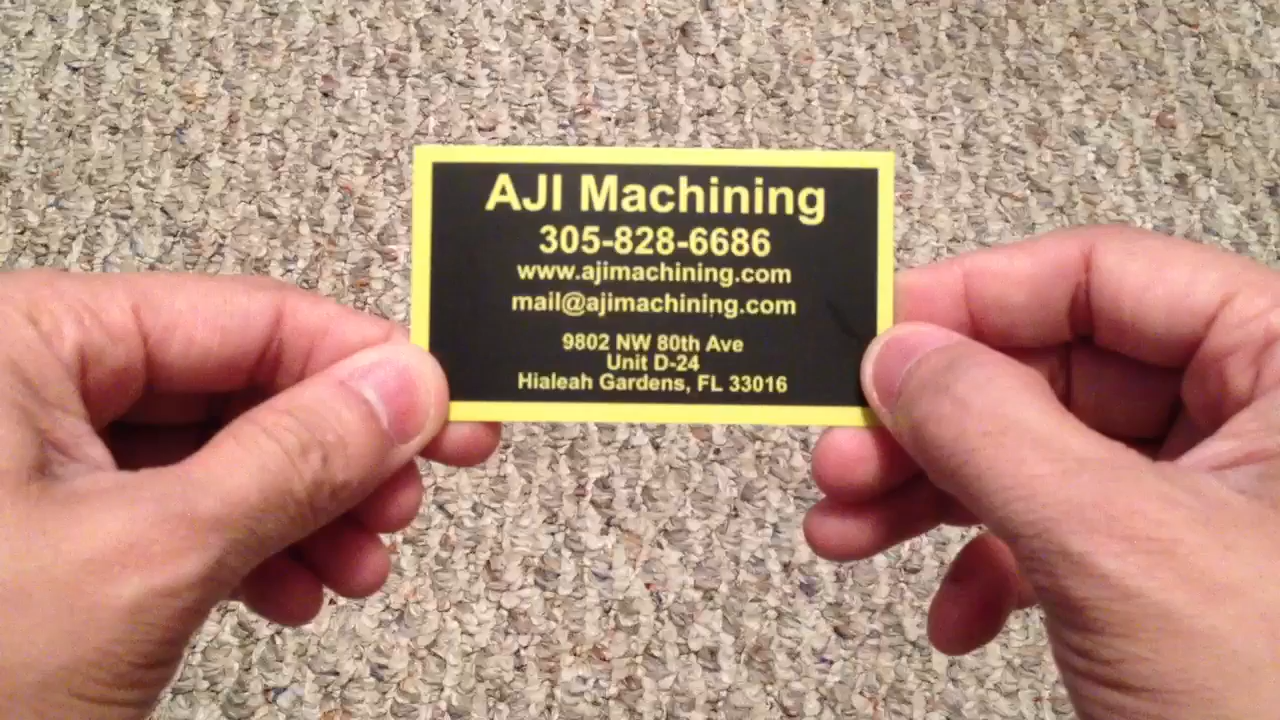 AJI Machining
305-828-6686
www.ajimachining.com
mail@ajimachining.com
9802 NW 80th Ave
Unit D-24
Hialeah Gardens, FL 33016